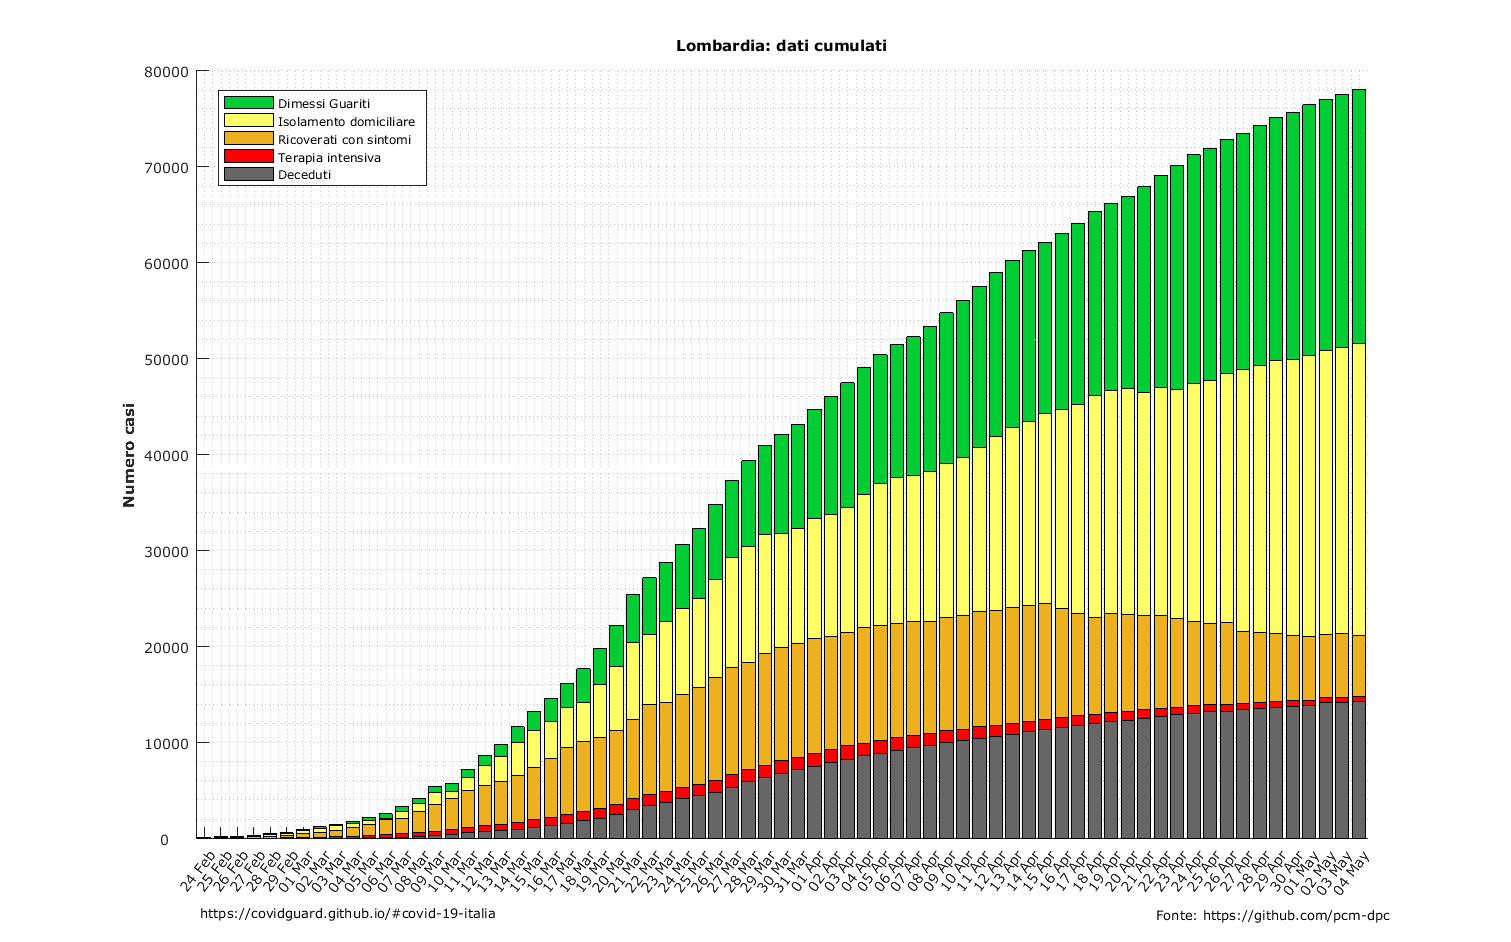 Lombardia: dati cumulati
80000
70000
60000
50000
40000
30000
20000
10000
0
Numero casi
Dimessi Guariti
Isolamento domiciliare
Ricoverati con sintomi
Terapia intensiva
Deceduti
24 Feb
25 Feb
26 Feb
27 Feb
28 Feb
29 Feb
01 Mar
02 Mar
03 Mar
04 Mar
05 Mar
06 Mar
07 Mar
08 Mar
09 Mar
10 Mar
11 Mar
12 Mar
13 Mar
14 Mar
15 Mar
16 Mar
17 Mar
18 Mar
19 Mar
20 Mar
21 Mar
22 Mar
23 Mar
24 Mar
25 Mar
26 Mar
27 Mar
28 Mar
29 Mar
30 Mar
31 Mar
01 Apr
02 Apr
03 Apr
04 Apr
05 Apr
06 Apr
07 Apr
08 Apr
09 Apr
10 Apr
11 Apr
12 Apr
13 Apr
14 Apr
15 Apr
16 Apr
17 Apr
18 Apr
19 Apr
20 Apr
21 Apr
22 Apr
23 Apr
24 Apr
25 Apr
26 Apr
27 Apr
28 Apr
29 Apr
30 Apr
01 May
02 May
03 May
04 May
https://covidguard.github.io/#covid-19-italia
Fonte: https://github.com/pcm-dpc